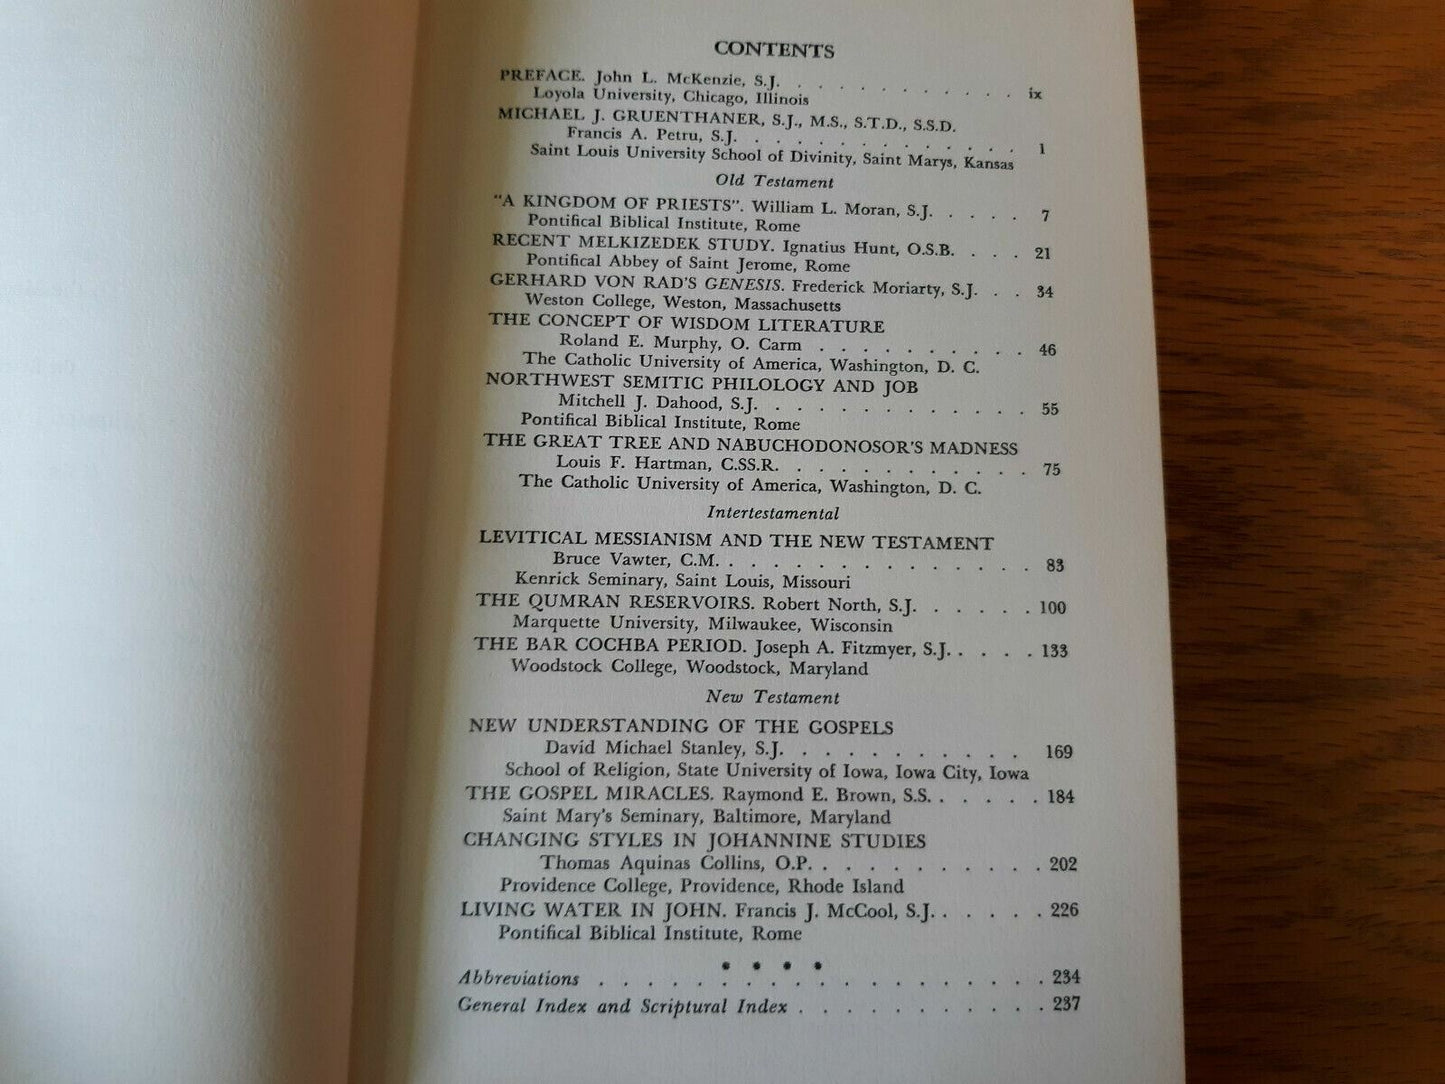 CONTENTS
PREFACE. John L. McKenzie, S.J. . . . . . . . . . . . ix
Loyola University, Chicago, Illinois
MICHAEL J. GRUENTHANER, S.J., M.S., S.T.D., S.S.D.
Francis A. Petru, S.J. . . . . . . . . . . . . . 1
Saint Louis University School of Divinity, Saint Marys, Kansas
Old Testament
"A KINGDOM OF PRIESTS". William L. Moran, S.J. . . . . 7
Pontifical Biblical Institute, Rome
RECENT MELKIZEDEK STUDY. Ignatius Hunt, O.S.B. . . . 21
Pontifical Abbey of Saint Jerome, Rome
GERHARD VON RAD'S GENESIS. Frederick Moriarty, S.J. . . 34
Weston College, Weston, Massachusetts
THE CONCEPT OF WISDOM LITERATURE
Roland E. Murphy, O. Carm . . . . . . . . . . 46
The Catholic University of America, Washington, D. C.
NORTHWEST SEMITIC PHILOLOGY AND JOB
Mitchell J. Dahood, S.J. . . . . . . . . . . . . 55
Pontifical Biblical Institute, Rome
THE GREAT TREE AND NABUCHODONOSOR'S MADNESS
Louis F. Hartman, C.SS.R. . . . . . . . . . . . 75
The Catholic University of America, Washington, D. C.
Intertestamental
LEVITICAL MESSIANISM AND THE NEW TESTAMENT
Bruce Vawter, C.M. . . . . . . . . . . . . . . 83
Kenrick Seminary, Saint Louis, Missouri
THE QUMRAN RESERVOIRS. Robert North, S.J. . . . . . 100
Marquette University, Milwaukee, Wisconsin
THE BAR COCHBA PERIOD. Joseph A. Fitzmyer, S.J. . . . . 133
Woodstock College, Woodstock, Maryland
New Testament
NEW UNDERSTANDING OF THE GOSPELS
David Michael Stanley, S.J. . . . . . . . . . . 169
School of Religion, State University of Iowa, Iowa City, Iowa
THE GOSPEL MIRACLES. Raymond E. Brown, S.S. . . . . . 184
Saint Mary's Seminary, Baltimore, Maryland
CHANGING STYLES IN JOHANNINE STUDIES
Thomas Aquinas Collins, O.P. . . . . . . . . . . 202
Providence College, Providence, Rhode Island
LIVING WATER IN JOHN. Francis J. McCool, S.J. . . . . . 226
Pontifical Biblical Institute, Rome
• • • •
Abbreviations . . . . . . . . . . . . . . . . . . 234
General Index and Scriptural Index . . . . . . . . . . . 237